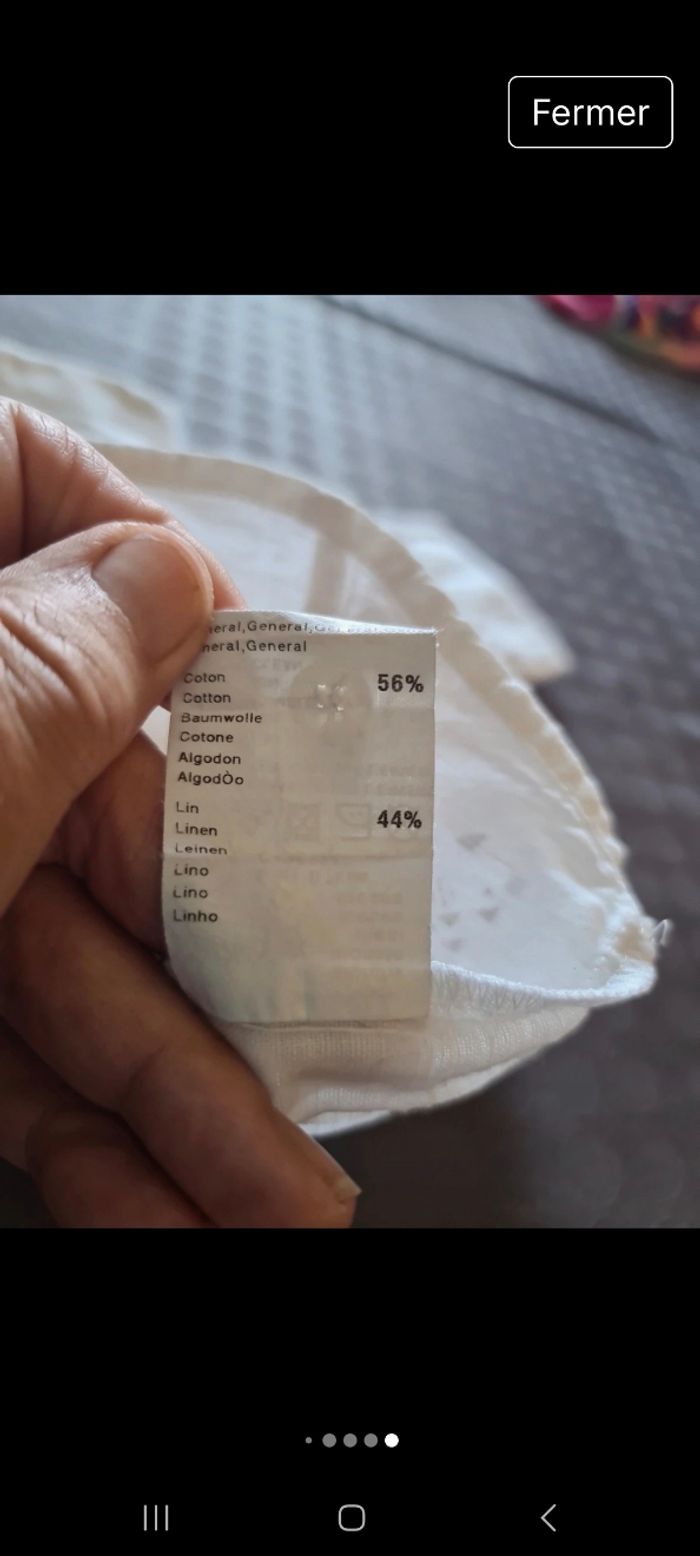 Fermer
General,General
Coton 56%
Cotton
Baumwolle
Cotone
Algodon
AlgodÒo
Lin 44%
Linen
Leinen
Lino
Lino
Linho